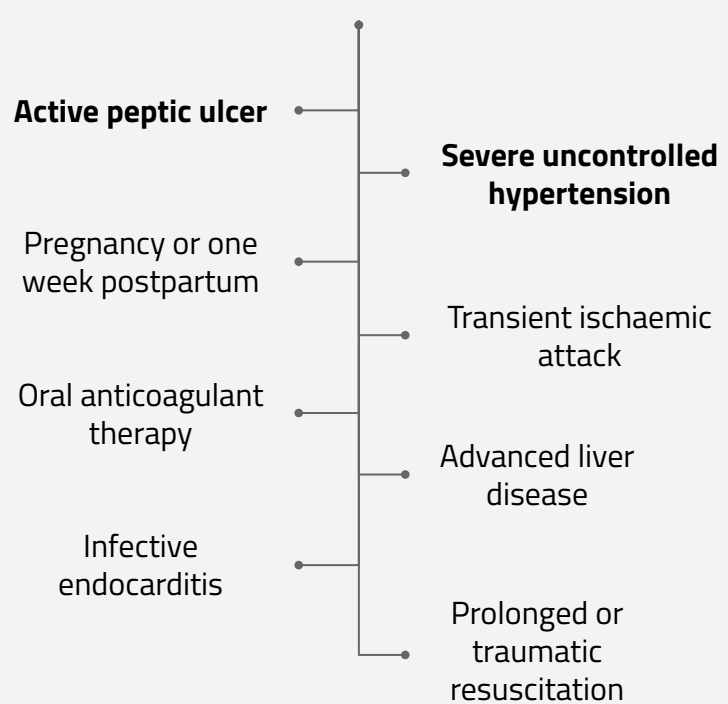 Active peptic ulcer
Severe uncontrolled
hypertension
Pregnancy or one
week postpartum
Transient ischaemic
attack
Oral anticoagulant
therapy
Advanced liver
disease
Infective
endocarditis
Prolonged or
traumatic
resuscitation